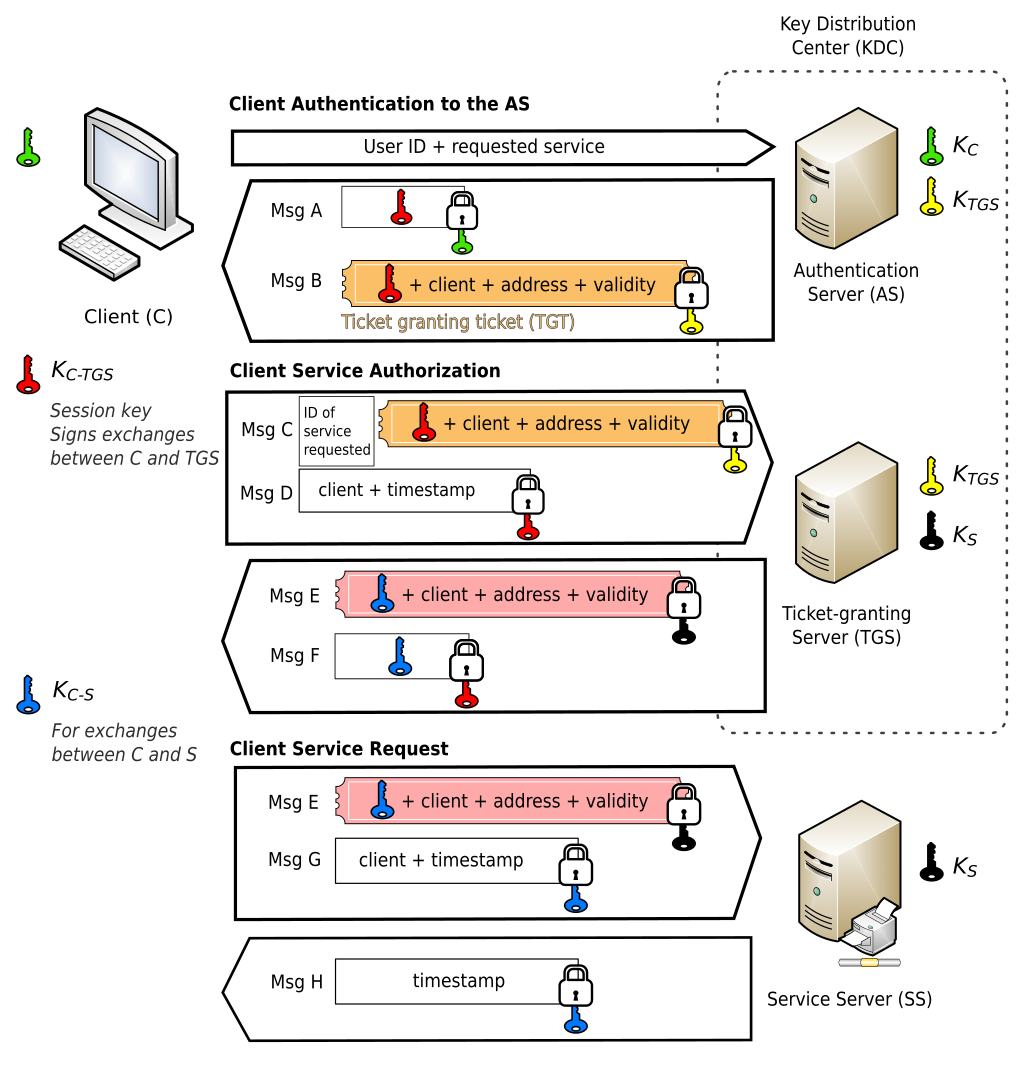 Key Distribution
Center (KDC)
Client Authentication to the AS
User ID + requested service
K_C
K_TGS
Msg A
Msg B
+ client + address + validity
Ticket granting ticket (TGT)
Authentication
Server (AS)
Client (C)
K_C-TGS
Session key
Signs exchanges
between C and TGS
Client Service Authorization
Msg C
ID of
service
requested
+ client + address + validity
Msg D
client + timestamp
K_TGS
K_S
Ticket-granting
Server (TGS)
Msg E
+ client + address + validity
Msg F
K_C-S
For exchanges
between C and S
Client Service Request
Msg E
+ client + address + validity
Msg G
client + timestamp
K_S
Msg H
timestamp
Service Server (SS)